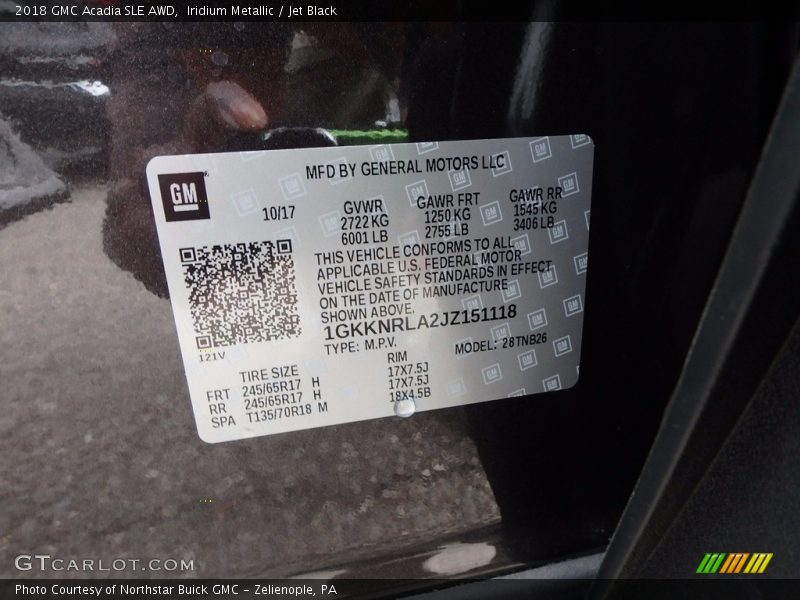 2018 GMC Acadia SLE AWD, Iridium Metallic / Jet Black
MFD BY GENERAL MOTORS LLC
GM
10/17 GVWR GAWR FRT GAWR RR
2722 KG 1250 KG 1545 KG
6001 LB 2755 LB 3406 LB
THIS VEHICLE CONFORMS TO ALL
APPLICABLE U.S. FEDERAL MOTOR
VEHICLE SAFETY STANDARDS IN EFFECT
ON THE DATE OF MANUFACTURE
SHOWN ABOVE.
1GKKNRLA2JZ151118
121V
TYPE: M.P.V. MODEL: 28TNB26
TIRE SIZE RIM
FRT 245/65R17 H 17X7.5J
RR 245/65R17 H 17X7.5J
SPA T135/70R18 M 18X4.5B
GTCARLOT.COM
Photo Courtesy of Northstar Buick GMC - Zelienople, PA